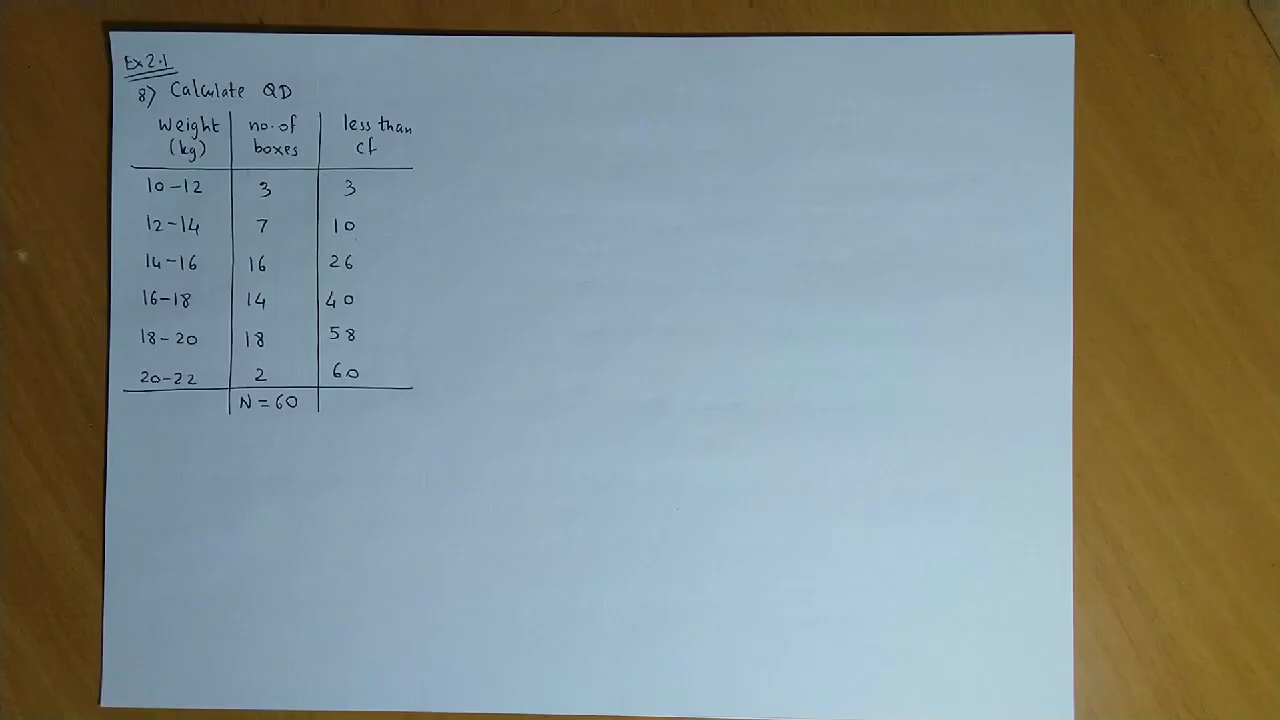 Ex 2.1
8) Calculate QD
Weight (kg) | no. of boxes | less than cf
10-12 | 3 | 3
12-14 | 7 | 10
14-16 | 16 | 26
16-18 | 14 | 40
18-20 | 18 | 58
20-22 | 2 | 60
N = 60